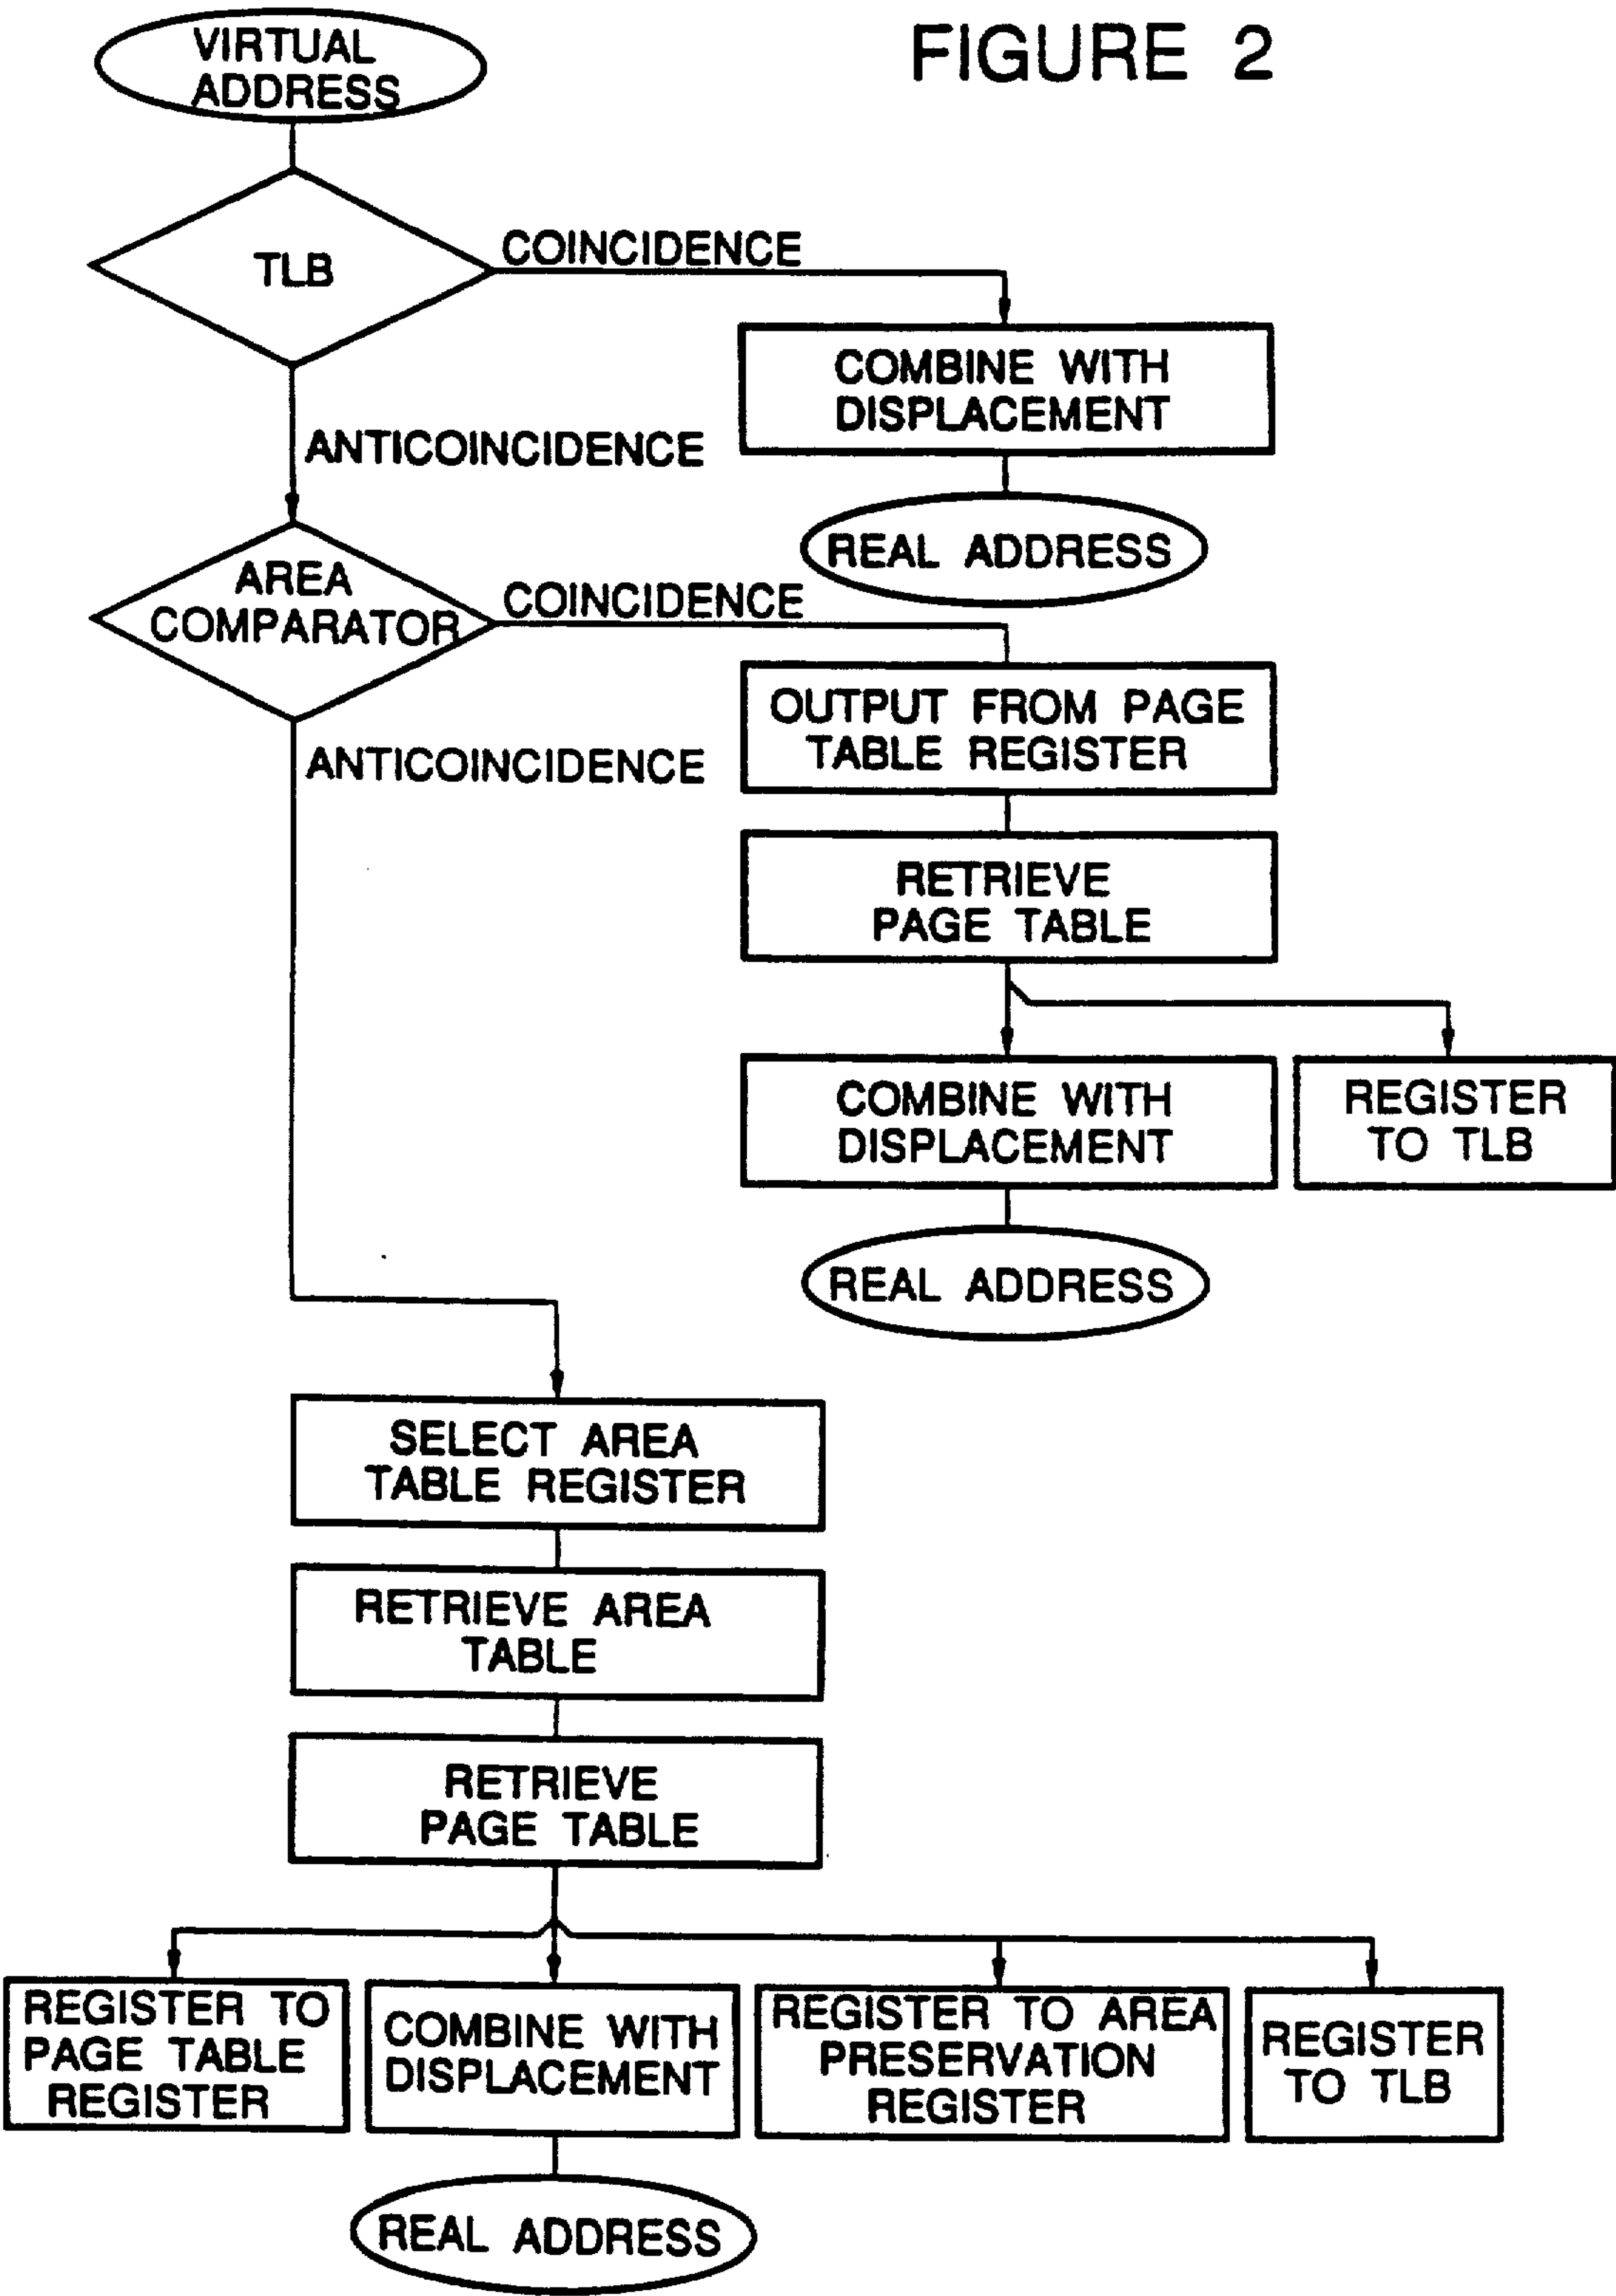 FIGURE 2
VIRTUAL
ADDRESS
TLB
COINCIDENCE
COMBINE WITH
DISPLACEMENT
ANTICOINCIDENCE
REAL ADDRESS
AREA
COMPARATOR
COINCIDENCE
OUTPUT FROM PAGE
TABLE REGISTER
ANTICOINCIDENCE
RETRIEVE
PAGE TABLE
COMBINE WITH
DISPLACEMENT
REGISTER
TO TLB
REAL ADDRESS
SELECT AREA
TABLE REGISTER
RETRIEVE AREA
TABLE
RETRIEVE
PAGE TABLE
REGISTER TO
PAGE TABLE
REGISTER
COMBINE WITH
DISPLACEMENT
REGISTER TO AREA
PRESERVATION
REGISTER
REGISTER
TO TLB
REAL ADDRESS